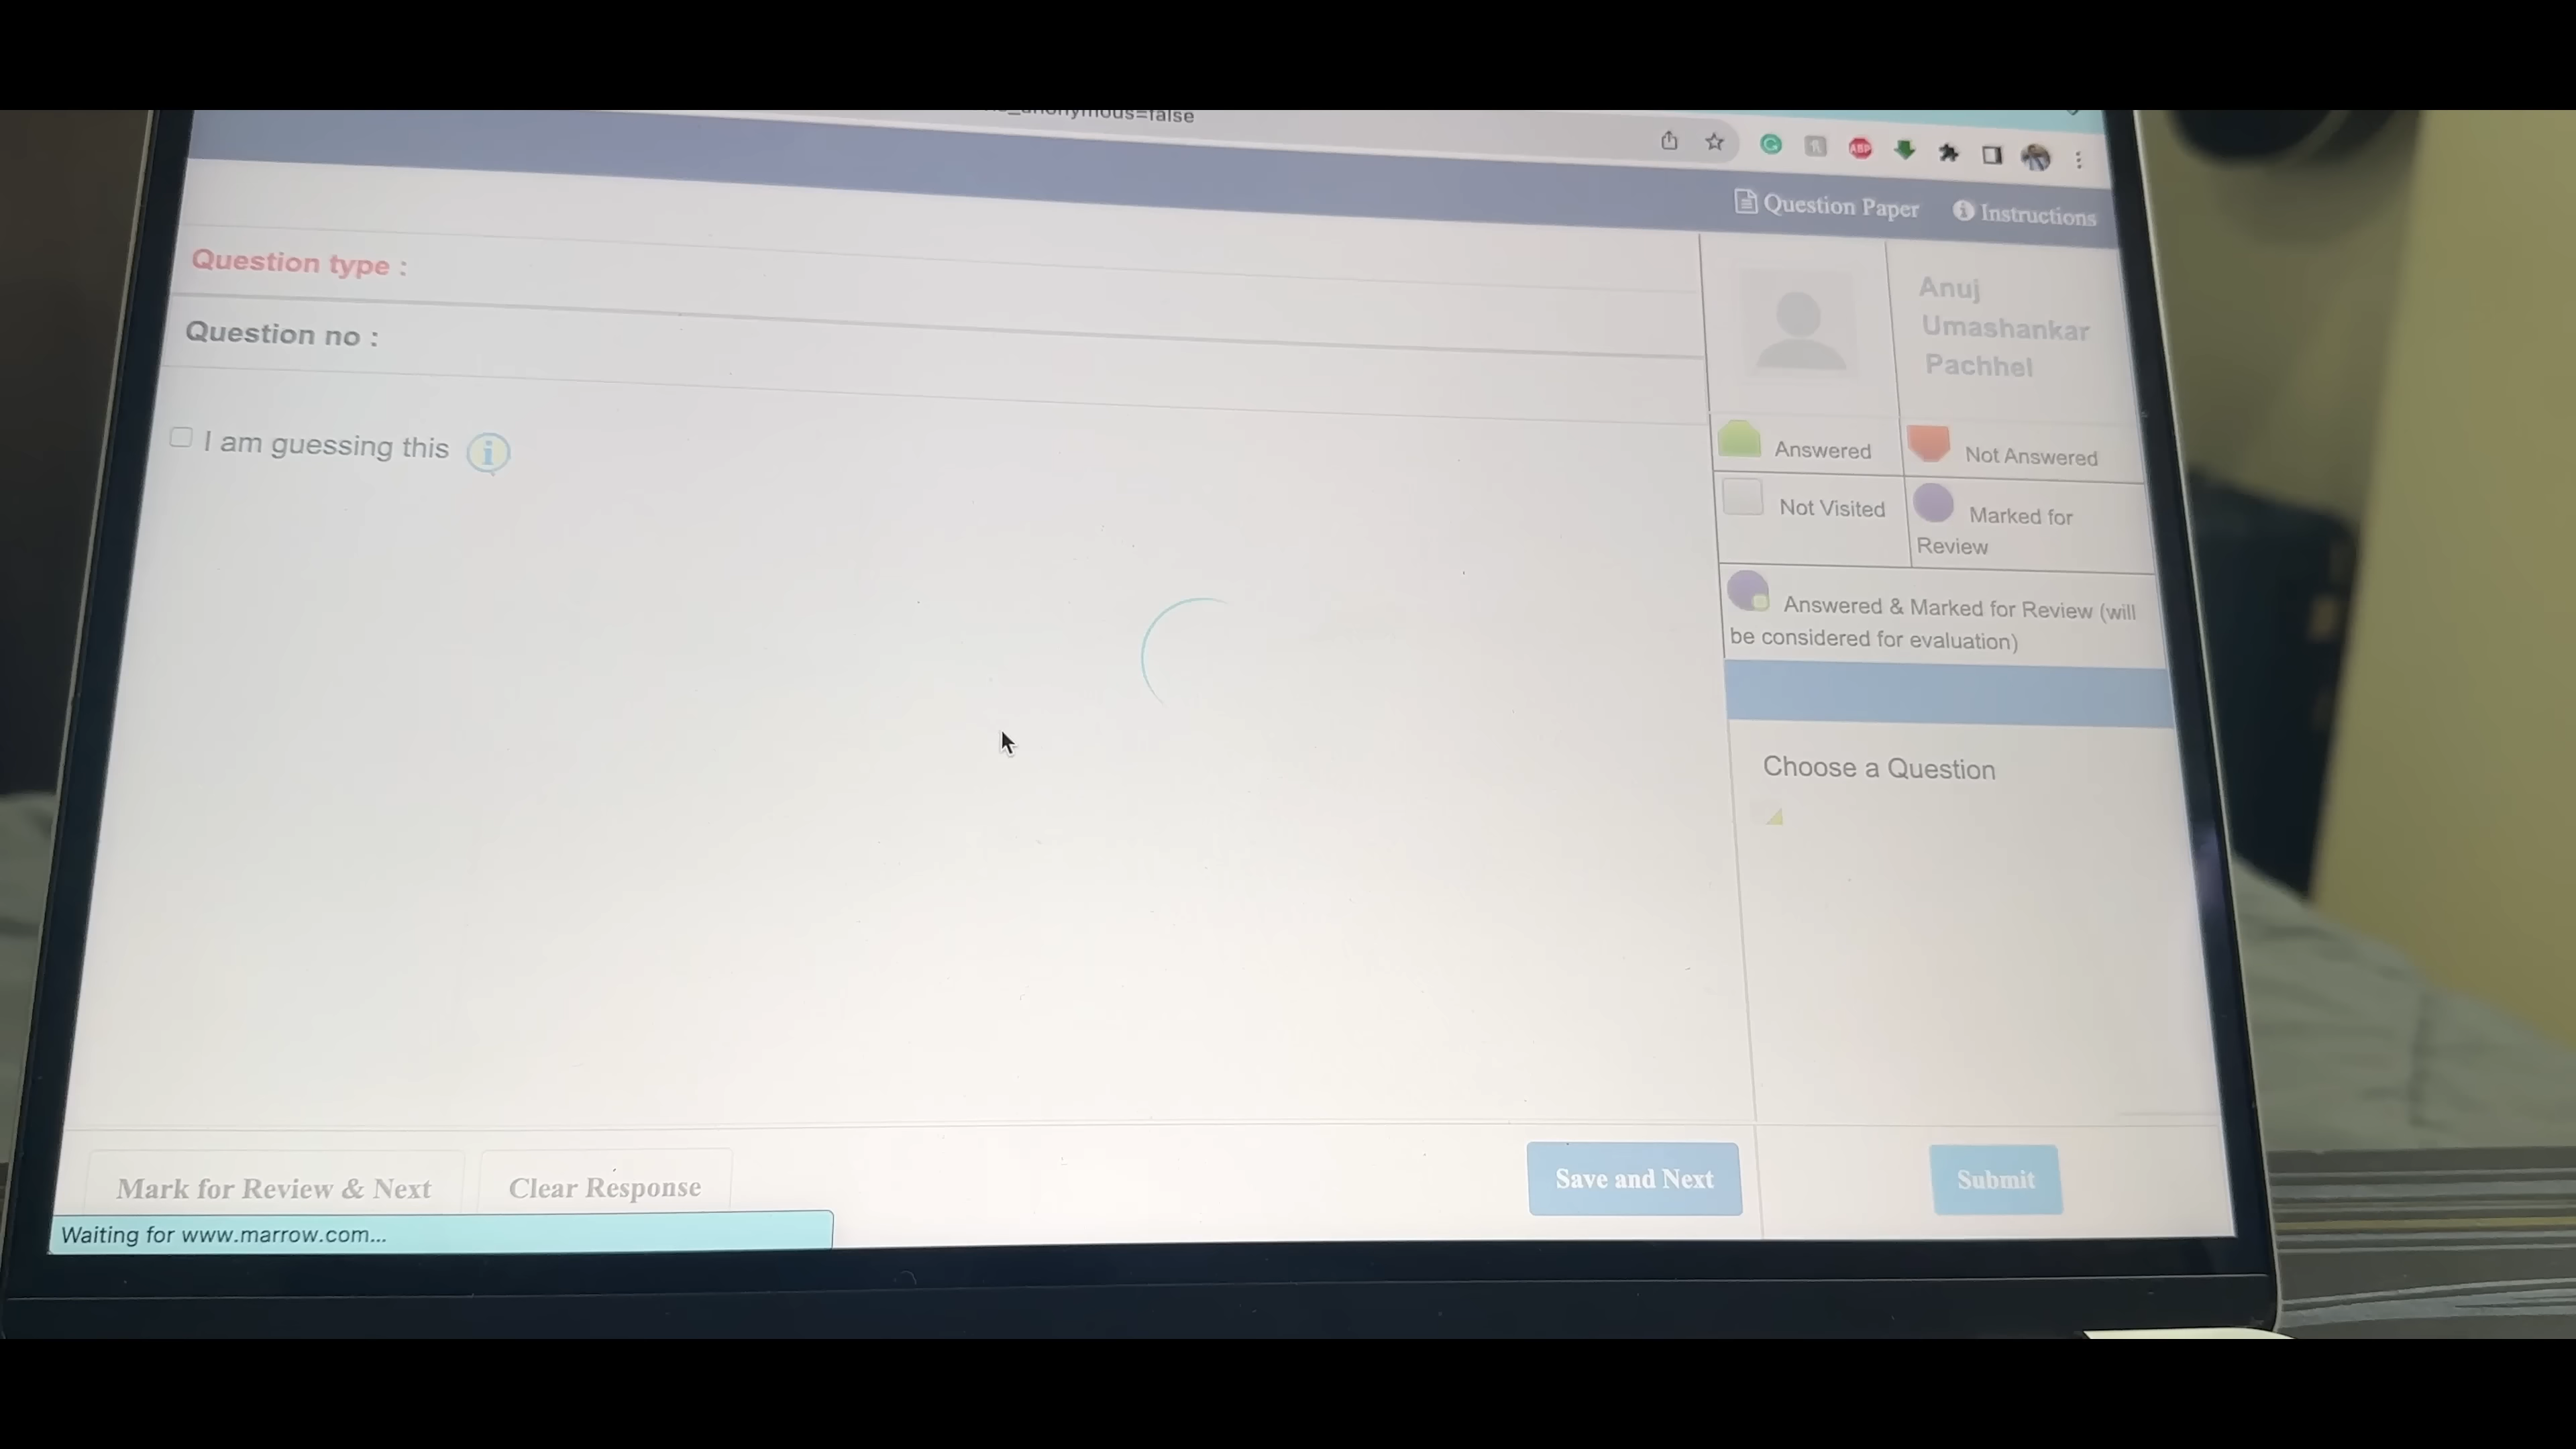 anonymous=false
ABP
Question Paper
Instructions
Question type :
Question no :
I am guessing this
i
Anuj
Umashankar
Pachhel
Answered
Not Answered
Not Visited
Marked for
Review
Answered & Marked for Review (will
be considered for evaluation)
Choose a Question
Mark for Review & Next
Clear Response
Save and Next
Submit
Waiting for www.marrow.com...